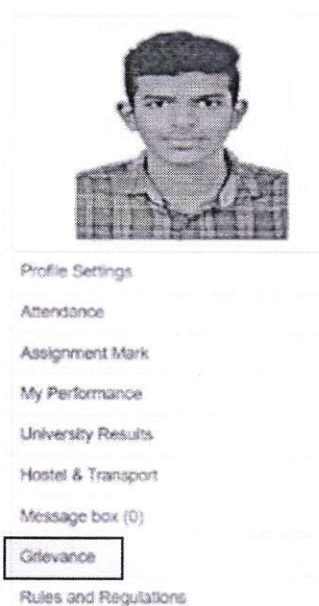 Profile Settings
Attendance
Assignment Mark
My Performance
University Results
Hostel & Transport
Message box (0)
Grievance
Rules and Regulations